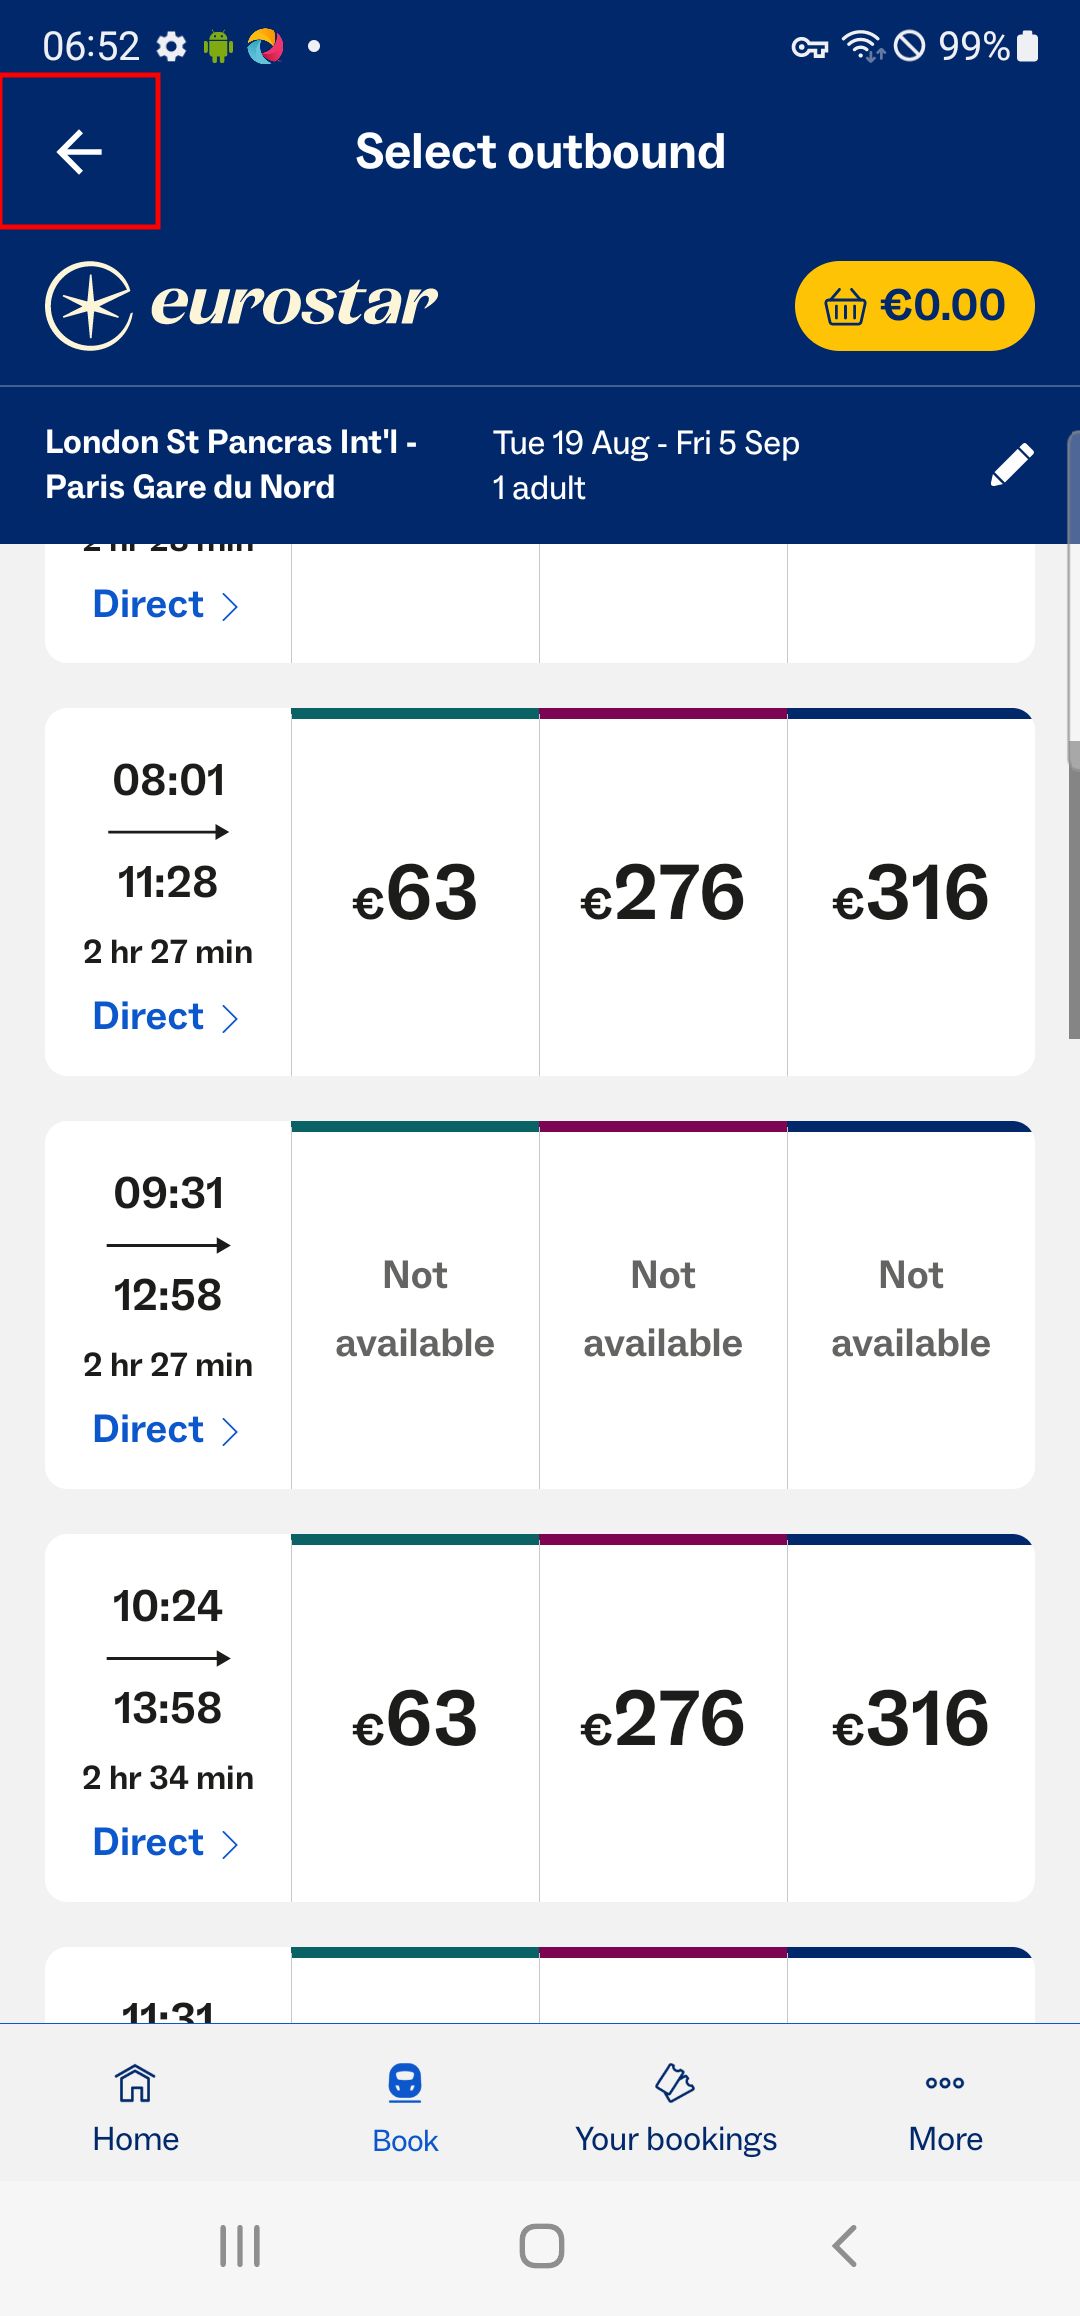 06:52
99%
Select outbound
eurostar
€0.00
London St Pancras Int'l -
Paris Gare du Nord
Tue 19 Aug - Fri 5 Sep
1 adult
Direct
08:01
11:28
2 hr 27 min
Direct
€63
€276
€316
09:31
12:58
2 hr 27 min
Direct
Not
available
Not
available
Not
available
10:24
13:58
2 hr 34 min
Direct
€63
€276
€316
11:31
Home
Book
Your bookings
More